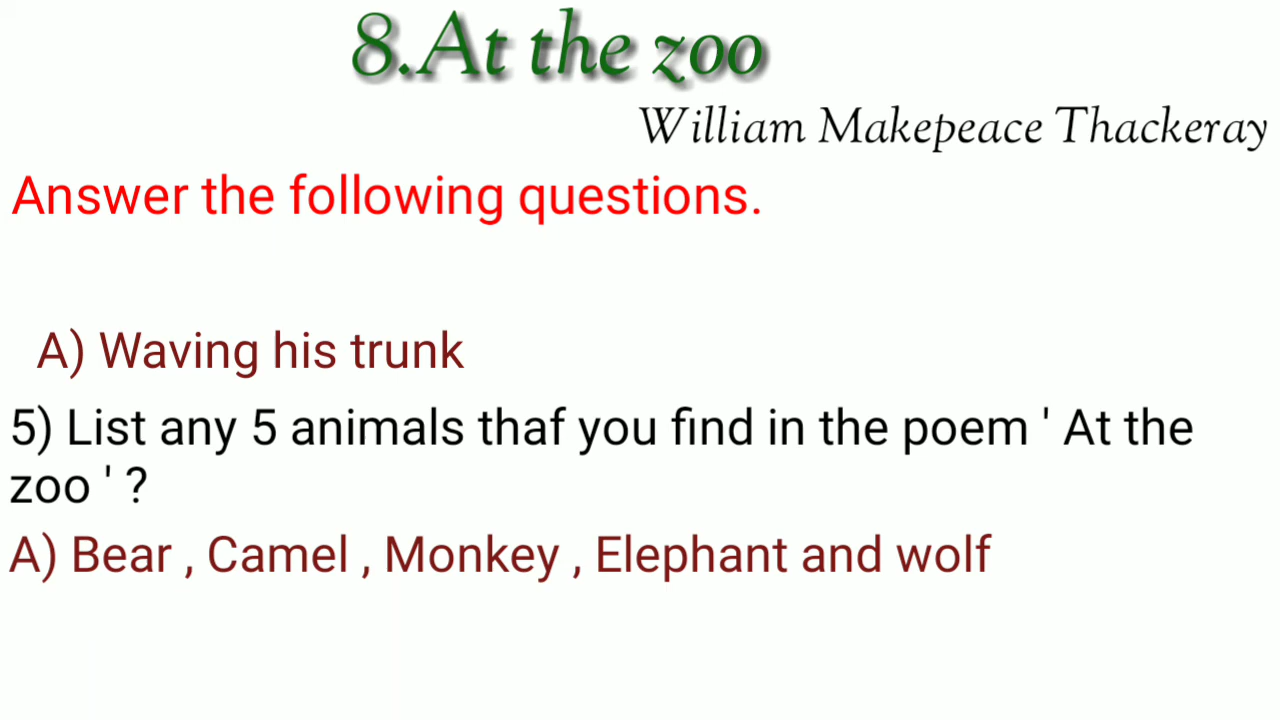 8.At the zoo
William Makepeace Thackeray
Answer the following questions.
A) Waving his trunk
5) List any 5 animals thaf you find in the poem ' At the
zoo ' ?
A) Bear , Camel , Monkey , Elephant and wolf